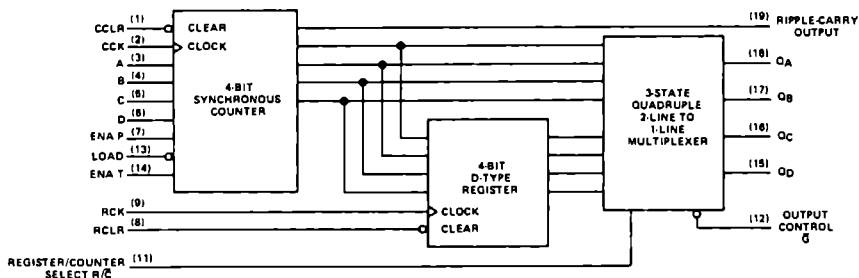 CCLR (1)
CCK (2)
A (3)
B (4)
C (5)
D (6)
ENA P (7)
LOAD (13)
ENA T (14)
CLEAR
CLOCK
4-BIT
SYNCHRONOUS
COUNTER
(19) RIPPLE-CARRY
OUTPUT
3-STATE
QUADRUPLE
2-LINE TO
1-LINE
MULTIPLEXER
(18) QA
(17) QB
(16) QC
(15) QD
4-BIT
D-TYPE
REGISTER
CLOCK
CLEAR
RCK (9)
RCLR (8)
(12) OUTPUT
CONTROL
G̅
REGISTER/COUNTER (11)
SELECT R/C̅